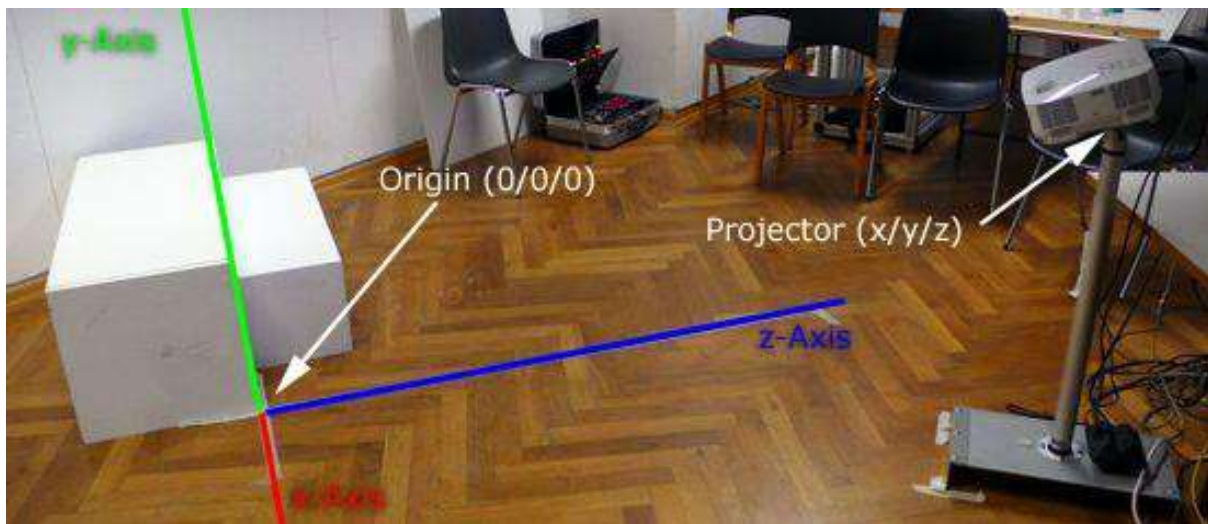 y-Axis
Origin (0/0/0)
Projector (x/y/z)
z-Axis
x-Axis